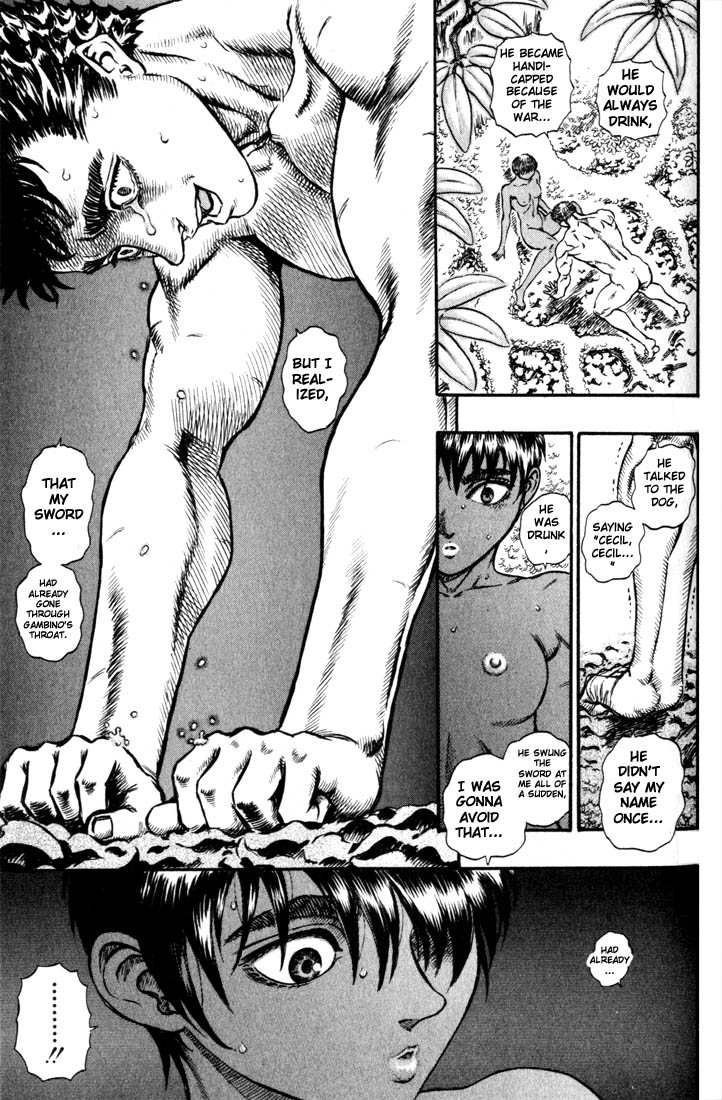 HE
WOULD
ALWAYS
DRINK,
HE BECAME
HANDI-
CAPPED
BECAUSE
OF THE
WAR...
HE
TALKED
TO THE
DOG,
SAYING
"CECIL,
CECIL...
"
HE
DIDN'T
SAY MY
NAME
ONCE...
HE
WAS
DRUNK
,
HE SWUNG
THE
SWORD AT
ME ALL OF
A SUDDEN,
I WAS
GONNA
AVOID
THAT...
BUT I
REAL-
IZED,
THAT
MY
SWORD
...
HAD
ALREADY
GONE
THROUGH
GAMBINO'S
THROAT.
HAD
ALREADY
...
........
!!